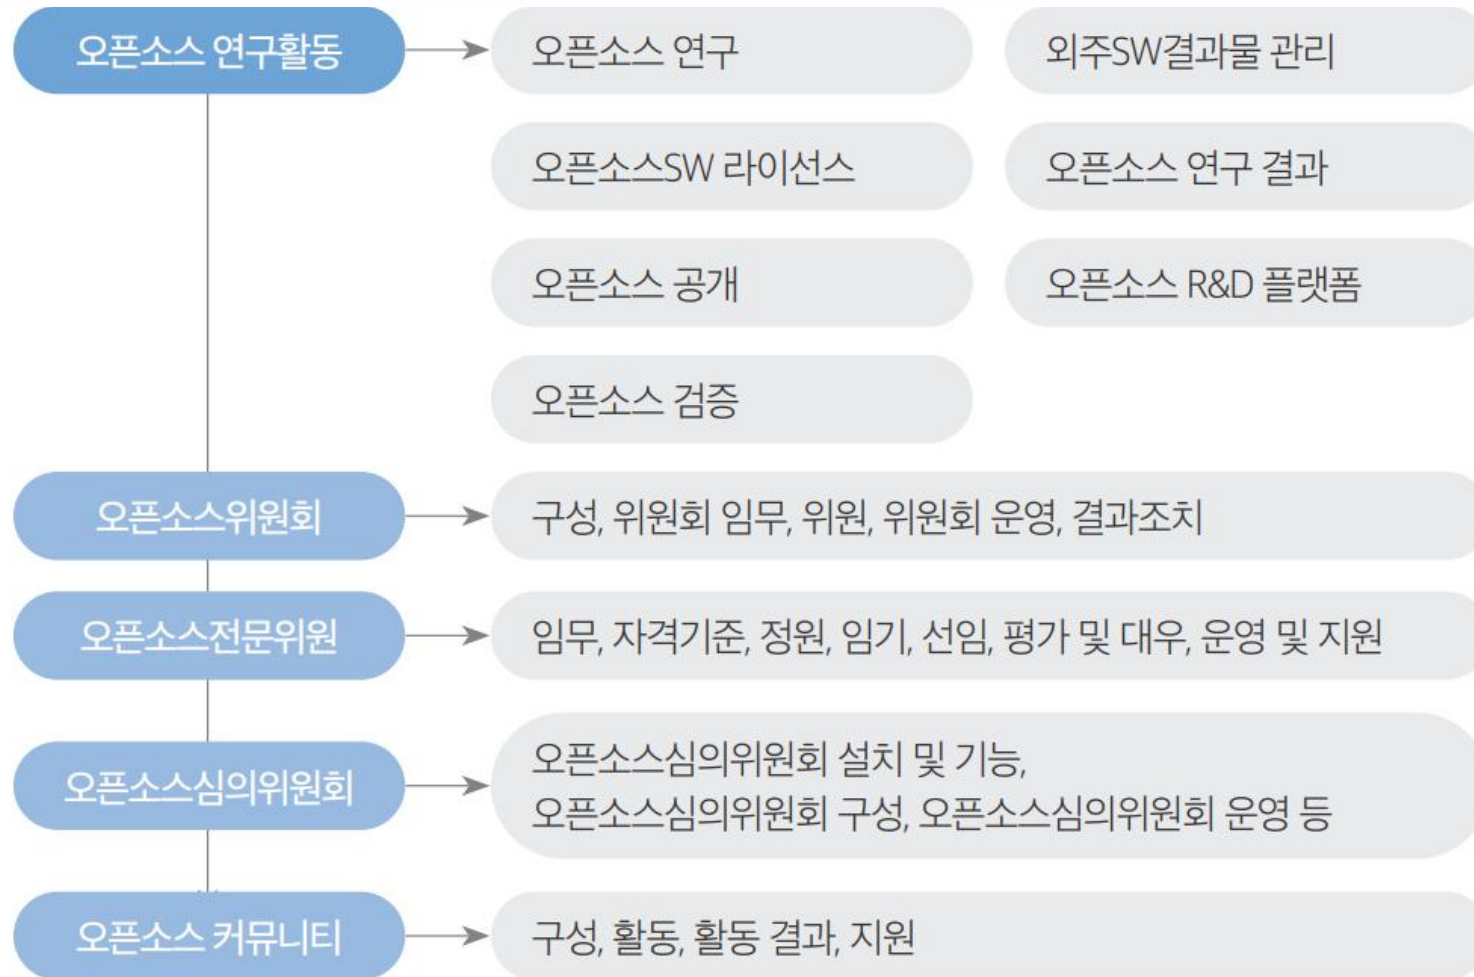 오픈소스 연구활동
오픈소스 연구
외주SW결과물 관리
오픈소스SW 라이선스
오픈소스 연구 결과
오픈소스 공개
오픈소스 R&D 플랫폼
오픈소스 검증
오픈소스위원회
구성, 위원회 임무, 위원, 위원회 운영, 결과조치
오픈소스전문위원
임무, 자격기준, 정원, 임기, 선임, 평가 및 대우, 운영 및 지원
오픈소스심의위원회
오픈소스심의위원회 설치 및 기능,
오픈소스심의위원회 구성, 오픈소스심의위원회 운영 등
오픈소스 커뮤니티
구성, 활동, 활동 결과, 지원